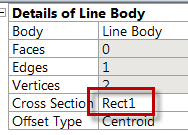 Details of Line Body
Body Line Body
Faces 0
Edges 1
Vertices 2
Cross Section Rect1
Offset Type Centroid